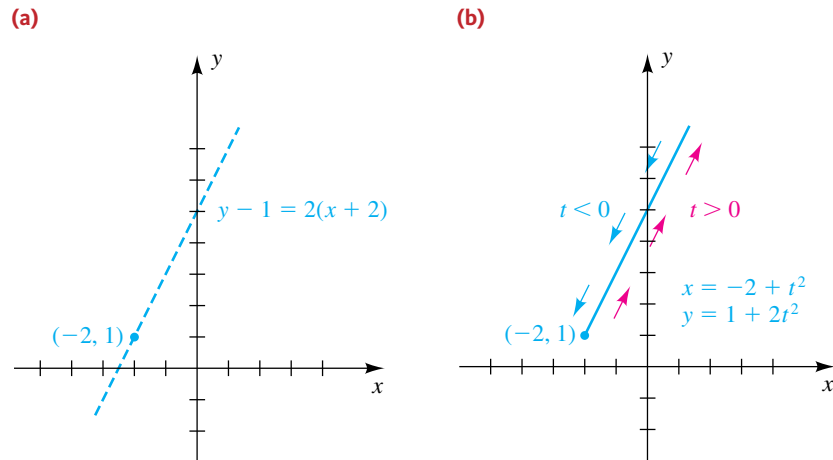 (a)
y
y − 1 = 2(x + 2)
(−2, 1)
x
(b)
y
t < 0
t > 0
x = −2 + t²
y = 1 + 2t²
(−2, 1)
x